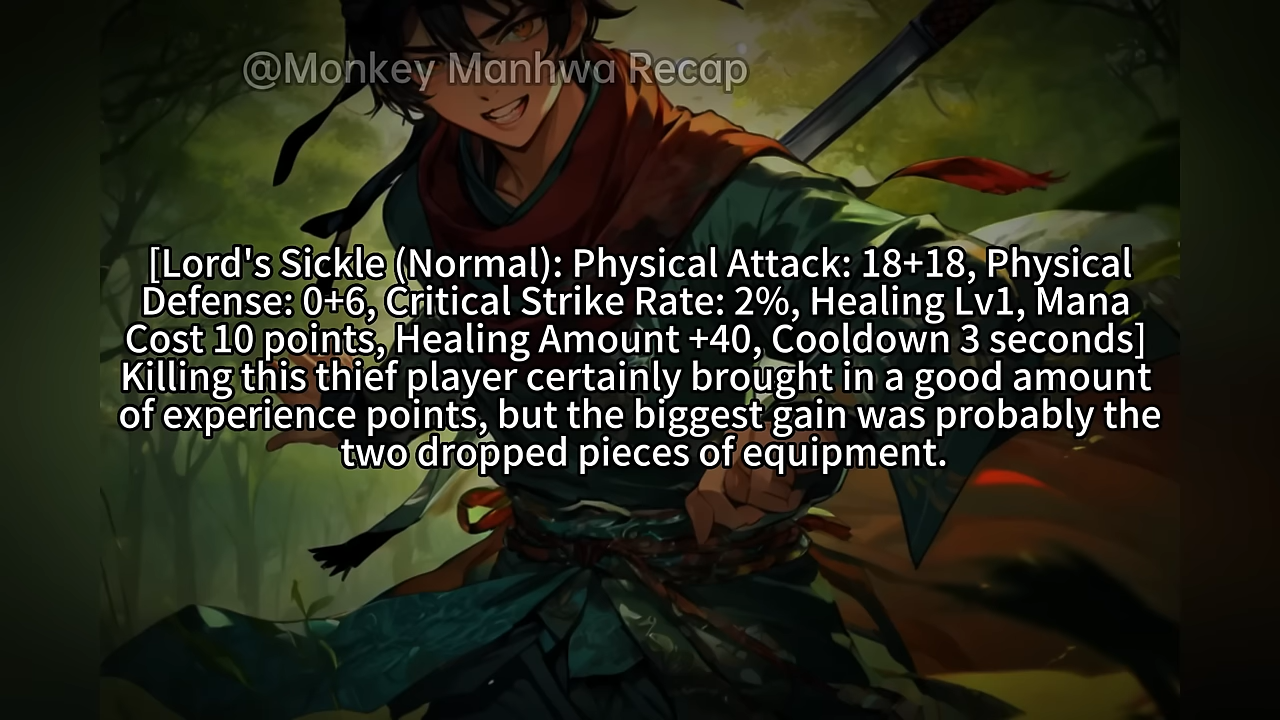 @Monkey Manhwa Recap
[Lord's Sickle (Normal): Physical Attack: 18+18, Physical
Defense: 0+6, Critical Strike Rate: 2%, Healing Lv1, Mana
Cost 10 points, Healing Amount +40, Cooldown 3 seconds]
Killing this thief player certainly brought in a good amount
of experience points, but the biggest gain was probably the
two dropped pieces of equipment.